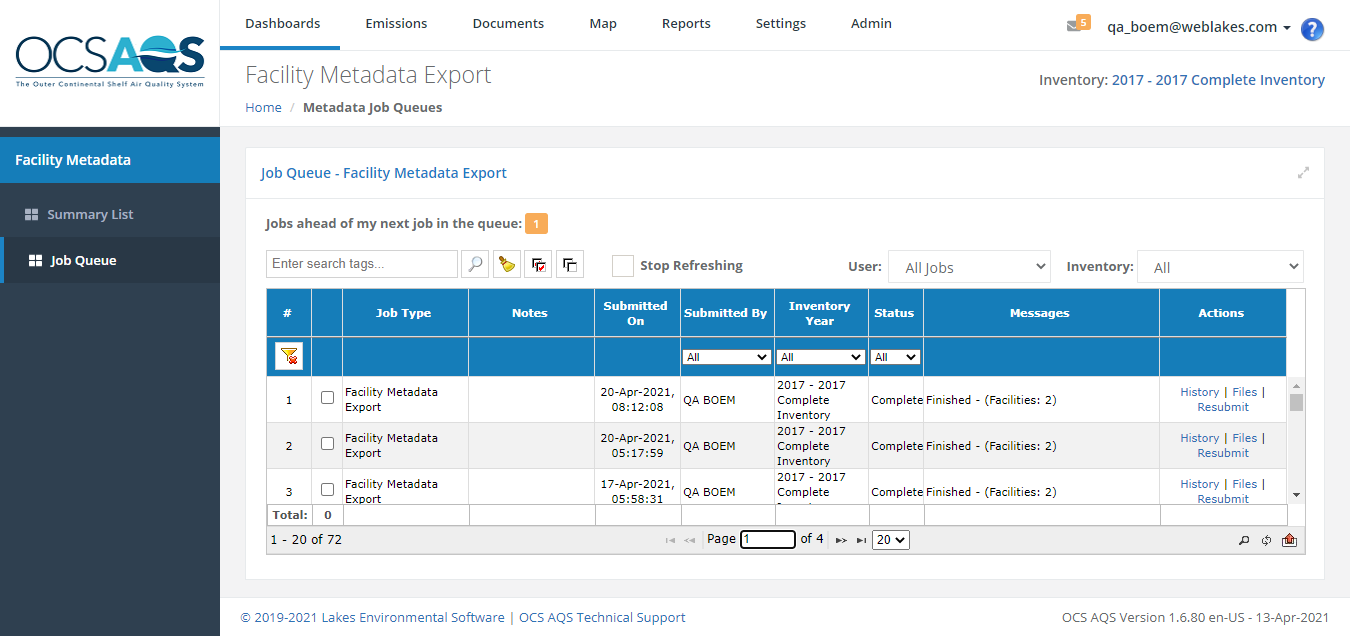 OCSAQS
The Outer Continental Shelf Air Quality System
Dashboards Emissions Documents Map Reports Settings Admin
5 qa_boem@weblakes.com ?
Facility Metadata Export
Inventory: 2017 - 2017 Complete Inventory
Home / Metadata Job Queues
Facility Metadata
Summary List
Job Queue
Job Queue - Facility Metadata Export
Jobs ahead of my next job in the queue: 1
Enter search tags... Stop Refreshing User: All Jobs Inventory: All
# Job Type Notes Submitted On Submitted By Inventory Year Status Messages Actions
All All All
1 Facility Metadata Export 20-Apr-2021, 08:12:08 QA BOEM 2017 - 2017 Complete Inventory Complete Finished - (Facilities: 2) History | Files | Resubmit
2 Facility Metadata Export 20-Apr-2021, 05:17:59 QA BOEM 2017 - 2017 Complete Inventory Complete Finished - (Facilities: 2) History | Files | Resubmit
3 Facility Metadata Export 17-Apr-2021, 05:58:31 QA BOEM 2017 - 2017 Complete Complete Finished - (Facilities: 2) History | Files | Resubmit
Total: 0
1 - 20 of 72 Page 1 of 4 20
© 2019-2021 Lakes Environmental Software | OCS AQS Technical Support
OCS AQS Version 1.6.80 en-US - 13-Apr-2021